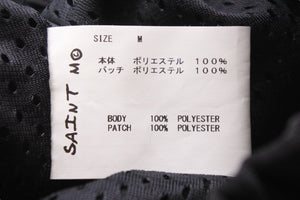 SAINT M
SIZE M
本体 ポリエステル 100%
パッチ ポリエステル 100%
BODY 100% POLYESTER
PATCH 100% POLYESTER